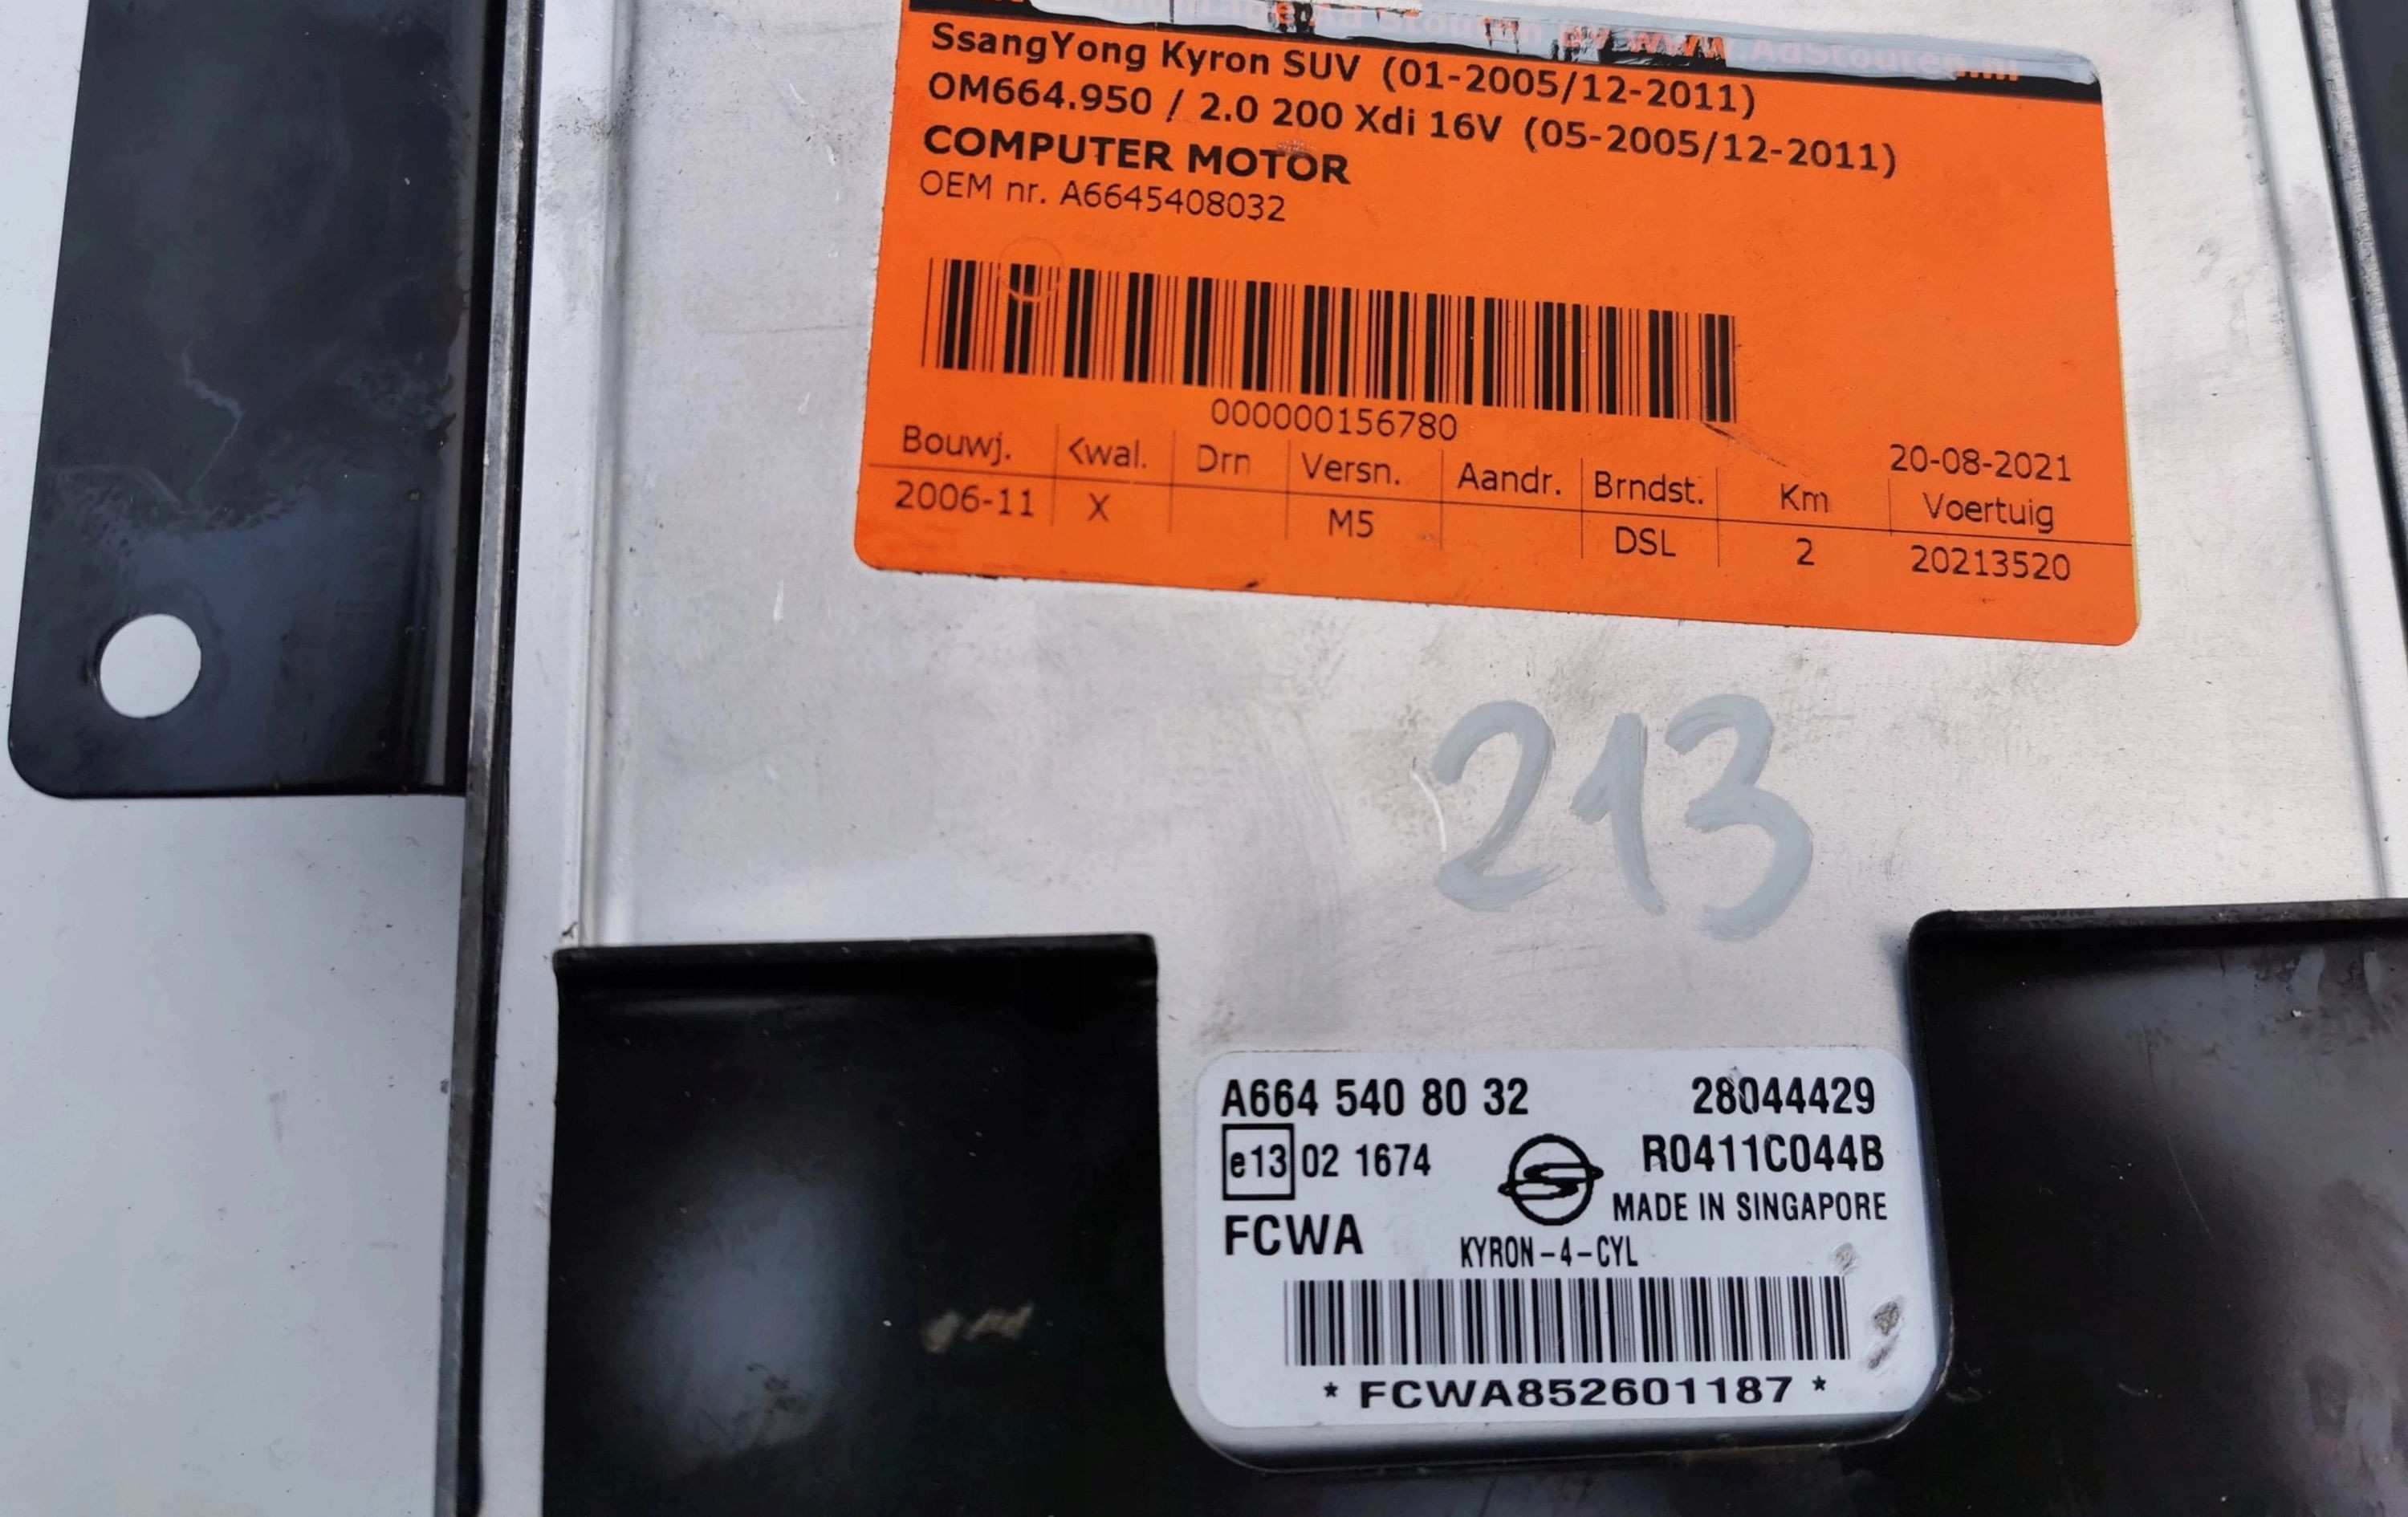 AdStouten.nl
SsangYong Kyron SUV (01-2005/12-2011)
OM664.950 / 2.0 200 Xdi 16V (05-2005/12-2011)
COMPUTER MOTOR
OEM nr. A6645408032
000000156780
20-08-2021
Bouwj. Kwal. Drn Versn. Aandr. Brndst. Km Voertuig
2006-11 X M5 DSL 2 20213520
213
A664 540 80 32 28044429
e13 02 1674 R0411C044B
MADE IN SINGAPORE
FCWA KYRON-4-CYL
* FCWA852601187 *